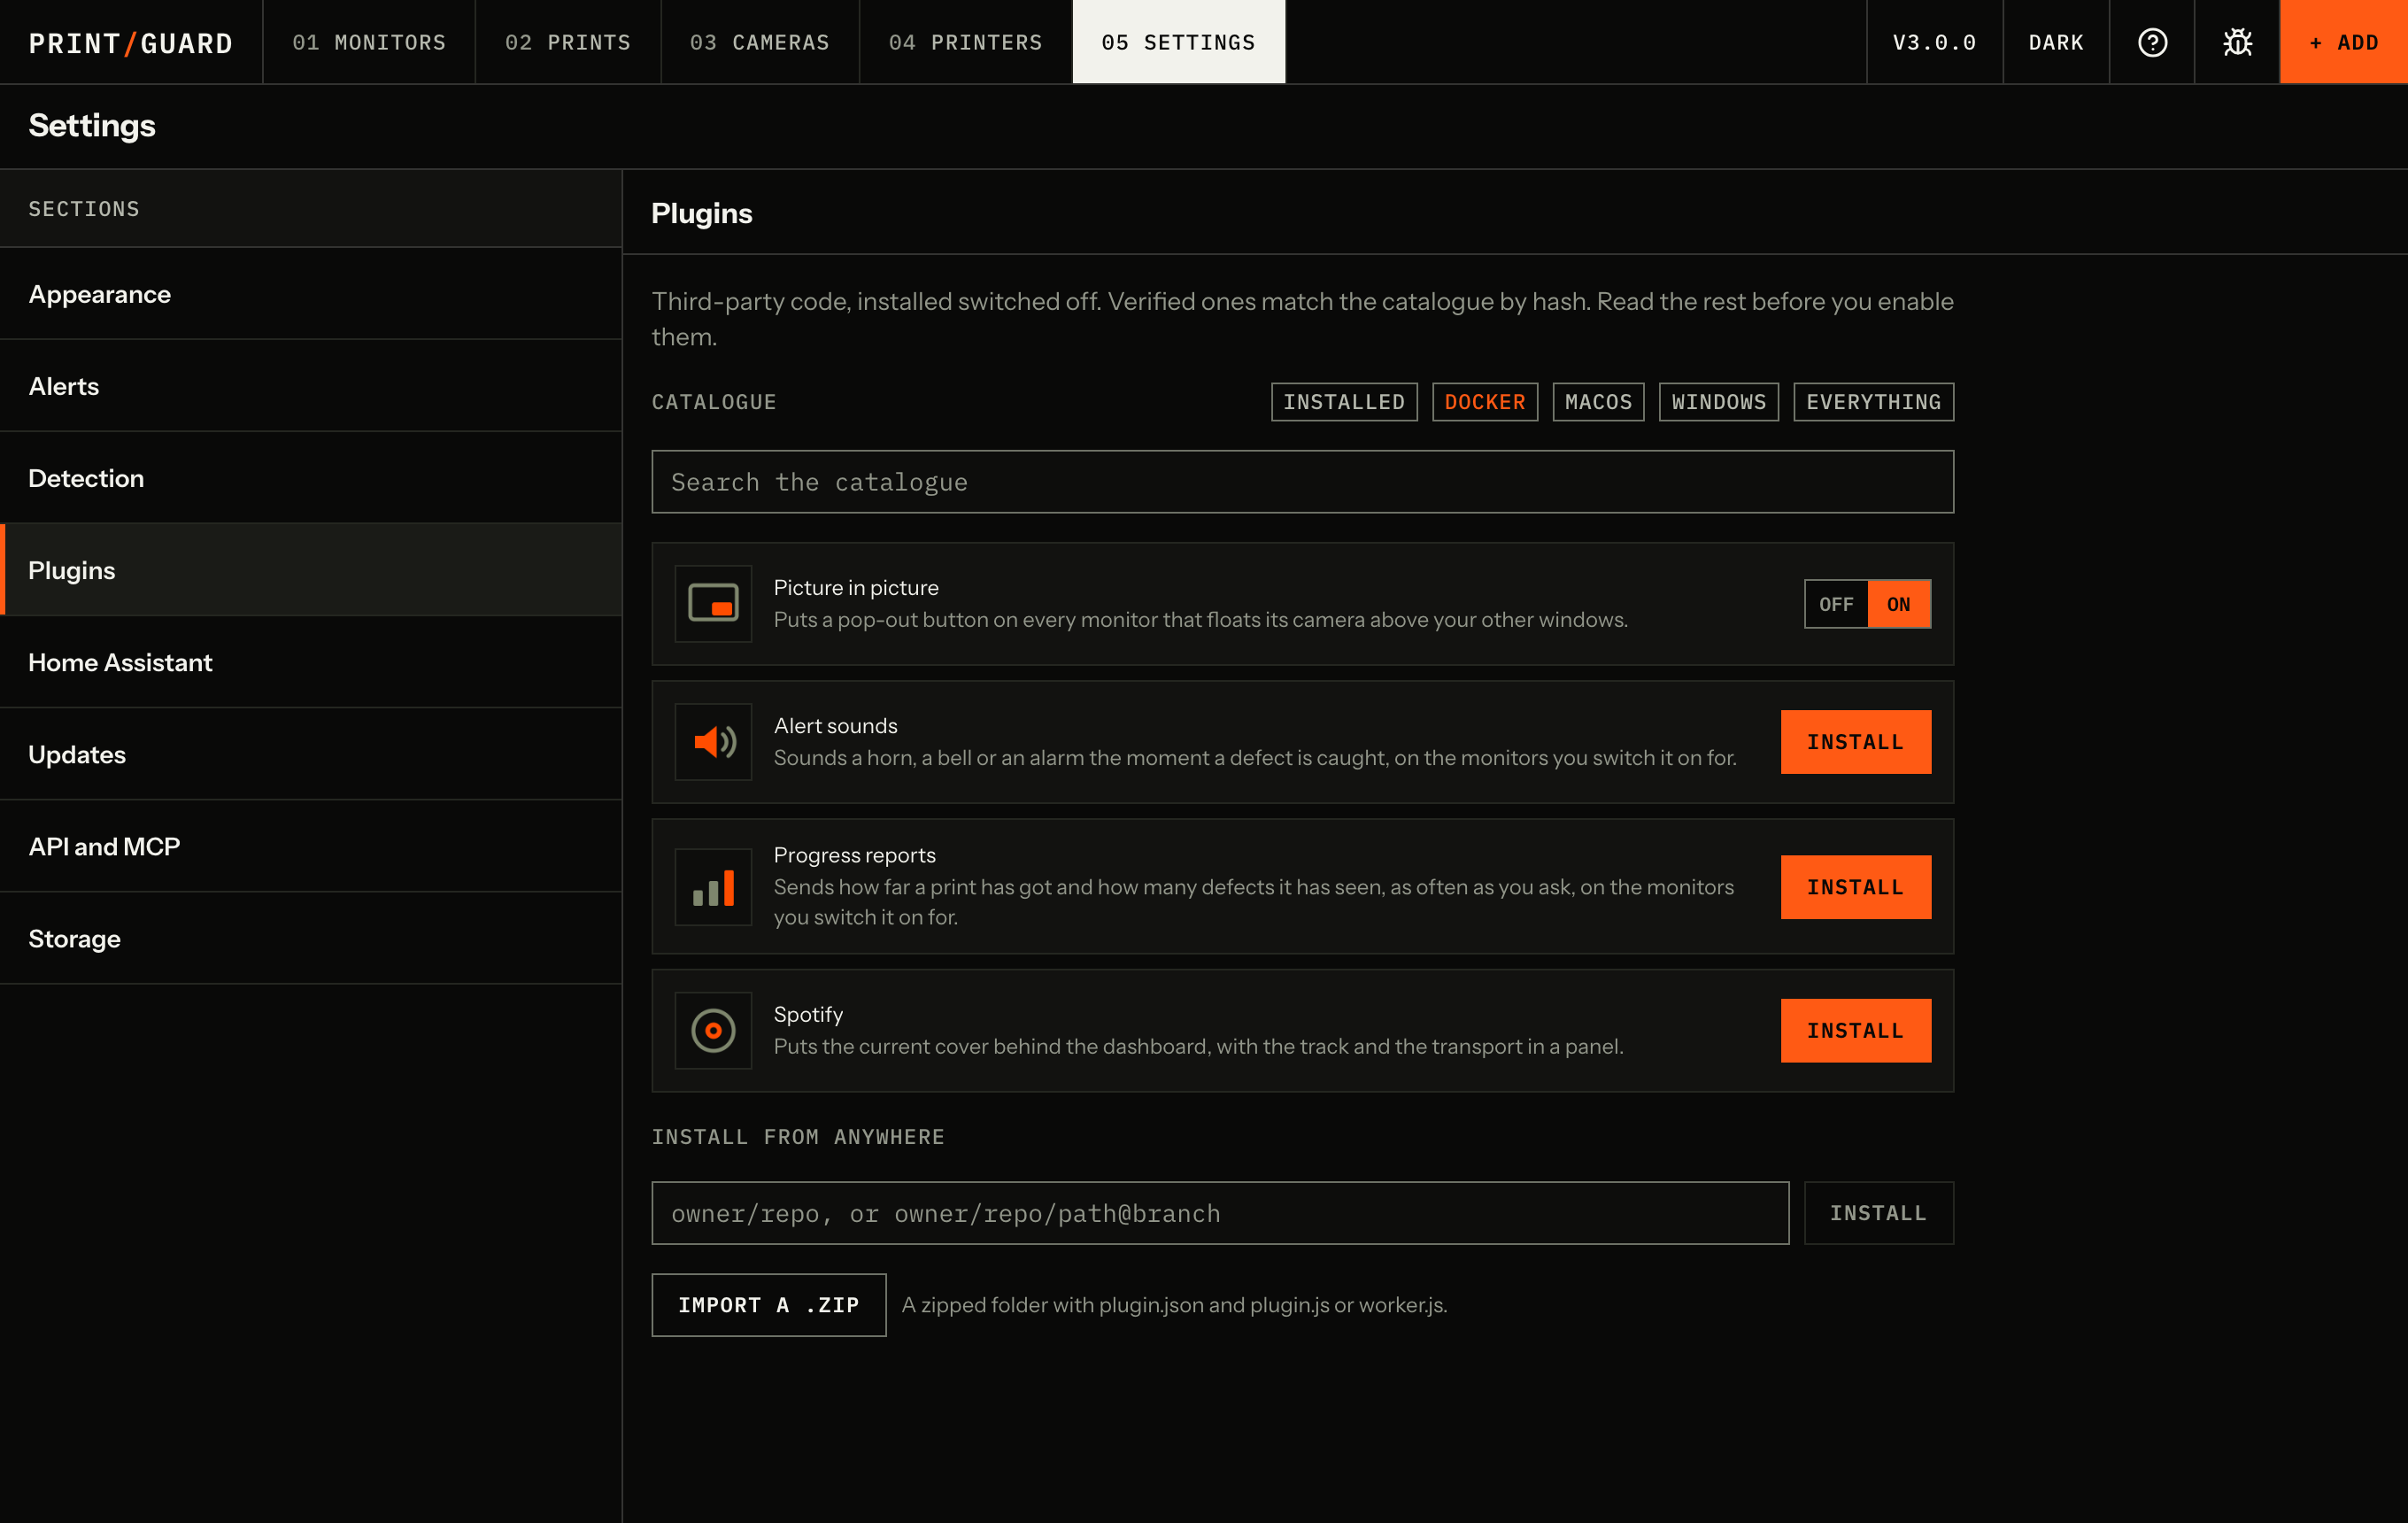 PRINT/GUARD
01 MONITORS
02 PRINTS
03 CAMERAS
04 PRINTERS
05 SETTINGS
V3.0.0
DARK
+ ADD
Settings
SECTIONS
Appearance
Alerts
Detection
Plugins
Home Assistant
Updates
API and MCP
Storage
Plugins
Third-party code, installed switched off. Verified ones match the catalogue by hash. Read the rest before you enable
them.
CATALOGUE
INSTALLED
DOCKER
MACOS
WINDOWS
EVERYTHING
Search the catalogue
Picture in picture
Puts a pop-out button on every monitor that floats its camera above your other windows.
OFF
ON
Alert sounds
Sounds a horn, a bell or an alarm the moment a defect is caught, on the monitors you switch it on for.
INSTALL
Progress reports
Sends how far a print has got and how many defects it has seen, as often as you ask, on the monitors
you switch it on for.
INSTALL
Spotify
Puts the current cover behind the dashboard, with the track and the transport in a panel.
INSTALL
INSTALL FROM ANYWHERE
owner/repo, or owner/repo/path@branch
INSTALL
IMPORT A .ZIP
A zipped folder with plugin.json and plugin.js or worker.js.